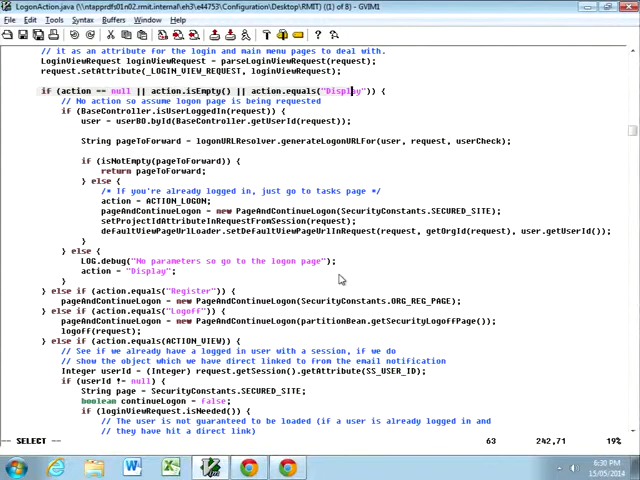 LogonAction.java (\\ntapprdfs01n02.rmit.internal\eh3\e44753\Configuration\Desktop\RMIT) ((1) of 8) - GVIM1
File Edit Tools Syntax Buffers Window Help
// it as an attribute for the login and main menu pages to deal with.
LoginViewRequest loginViewRequest = parseLoginViewRequest(request);
request.setAttribute(_LOGIN_VIEW_REQUEST, loginViewRequest);
if (action == null || action.isEmpty() || action.equals("Display")) {
// No action so assume logon page is being requested
if (BaseController.isUserLoggedIn(request)) {
user = userBO.byId(BaseController.getUserId(request));
String pageToForward = logonURLResolver.generateLogonURLFor(user, request, userCheck);
if (isNotEmpty(pageToForward)) {
return pageToForward;
} else {
/* If you're already logged in, just go to tasks page */
action = ACTION_LOGON;
pageAndContinueLogon = new PageAndContinueLogon(SecurityConstants.SECURED_SITE);
setProjectIdAttributeInRequestFromSession(request);
defaultViewPageUrlLoader.setDefaultViewPageUrlInRequest(request, getOrgId(request), user.getUserId());
}
} else {
LOG.debug("No parameters so go to the logon page");
action = "Display";
}
} else if (action.equals("Register")) {
pageAndContinueLogon = new PageAndContinueLogon(SecurityConstants.ORG_REG_PAGE);
} else if (action.equals("Logoff")) {
pageAndContinueLogon = new PageAndContinueLogon(partitionBean.getSecurityLogoffPage());
logoff(request);
} else if (action.equals(ACTION_VIEW)) {
// See if we already have a logged in user with a session, if we do
// show the object which we have direct linked to from the email notification
Integer userId = (Integer) request.getSession().getAttribute(SS_USER_ID);
if (userId != null) {
String page = SecurityConstants.SECURED_SITE;
boolean continueLogon = false;
if (loginViewRequest.isNeeded()) {
// The user is not guaranteed to be loaded (if a user is already logged in and
// they have hit a direct link)
-- SELECT -- 63 242,71 19%
6:30 PM
15/05/2014